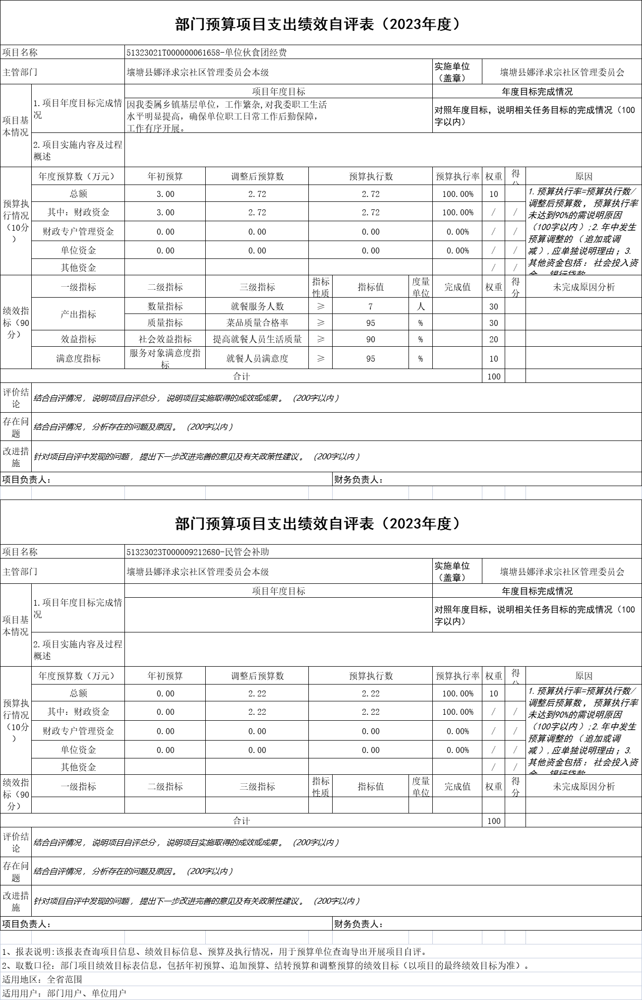 部门预算项目支出绩效自评表（2023年度）
项目名称 51323021T000000061658-单位伙食团经费
主管部门 壤塘县娜泽求宗社区管理委员会本级 实施单位（盖章） 壤塘县娜泽求宗社区管理委员会
项目基本情况 1.项目年度目标完成情况 项目年度目标 年度目标完成情况
因我委属乡镇基层单位，工作繁杂,对我委职工生活
水平明显提高，确保单位职工日常工作后勤保障，
工作有序开展。
对照年度目标，说明相关任务目标的完成情况（100
字以内）
2.项目实施内容及过程概述
预算执行情况（10分） 年度预算数（万元） 年初预算 调整后预算数 预算执行数 预算执行率 权重 得 原因
总额 3.00 2.72 2.72 100.00% 10
其中：财政资金 3.00 2.72 2.72 100.00% / /
财政专户管理资金 0.00 0.00 0.00 0.00% / /
单位资金 0.00 0.00 0.00 0.00% / /
其他资金 / /
1.预算执行率=预算执行数/
调整后预算数，预算执行率
未达到90%的需说明原因
（100字以内）;2.年中发生
预算调整的（追加或调
减）,应单独说明理由；3.
其他资金包括：社会投入资
金、银行贷款
绩效指标（90分） 一级指标 二级指标 三级指标 指标性质 指标值 度量单位 完成值 权重 得分 未完成原因分析
产出指标 数量指标 就餐服务人数 ≥ 7 人 30
质量指标 菜品质量合格率 ≥ 95 % 30
效益指标 社会效益指标 提高就餐人员生活质量 ≥ 90 % 20
满意度指标 服务对象满意度指标 就餐人员满意度 ≥ 95 % 10
合计 100
评价结论 结合自评情况，说明项目自评总分，说明项目实施取得的成效或成果。（200字以内）
存在问题 结合自评情况，分析存在的问题及原因。（200字以内）
改进措施 针对项目自评中发现的问题，提出下一步改进完善的意见及有关政策性建议。（200字以内）
项目负责人： 财务负责人：
部门预算项目支出绩效自评表（2023年度）
项目名称 51323023T000009212680-民管会补助
主管部门 壤塘县娜泽求宗社区管理委员会本级 实施单位（盖章） 壤塘县娜泽求宗社区管理委员会
项目基本情况 1.项目年度目标完成情况 项目年度目标 年度目标完成情况
对照年度目标，说明相关任务目标的完成情况（100
字以内）
2.项目实施内容及过程概述
预算执行情况（10分） 年度预算数（万元） 年初预算 调整后预算数 预算执行数 预算执行率 权重 得 原因
总额 0.00 2.22 2.22 100.00% 10
其中：财政资金 0.00 2.22 2.22 100.00% / /
财政专户管理资金 0.00 0.00 0.00 0.00% / /
单位资金 0.00 0.00 0.00 0.00% / /
其他资金 / /
1.预算执行率=预算执行数/
调整后预算数，预算执行率
未达到90%的需说明原因
（100字以内）;2.年中发生
预算调整的（追加或调
减）,应单独说明理由；3.
其他资金包括：社会投入资
金、银行贷款
绩效指标（90分） 一级指标 二级指标 三级指标 指标性质 指标值 度量单位 完成值 权重 得分 未完成原因分析
合计 100
评价结论 结合自评情况，说明项目自评总分，说明项目实施取得的成效或成果。（200字以内）
存在问题 结合自评情况，分析存在的问题及原因。（200字以内）
改进措施 针对项目自评中发现的问题，提出下一步改进完善的意见及有关政策性建议。（200字以内）
项目负责人： 财务负责人：
1、报表说明:该报表查询项目信息、绩效目标信息、预算及执行情况，用于预算单位查询导出开展项目自评。
2、取数口径：部门项目绩效目标表信息，包括年初预算、追加预算、结转预算和调整预算的绩效目标（以项目的最终绩效目标为准）。
适用地区：全省范围
适用用户：部门用户、单位用户